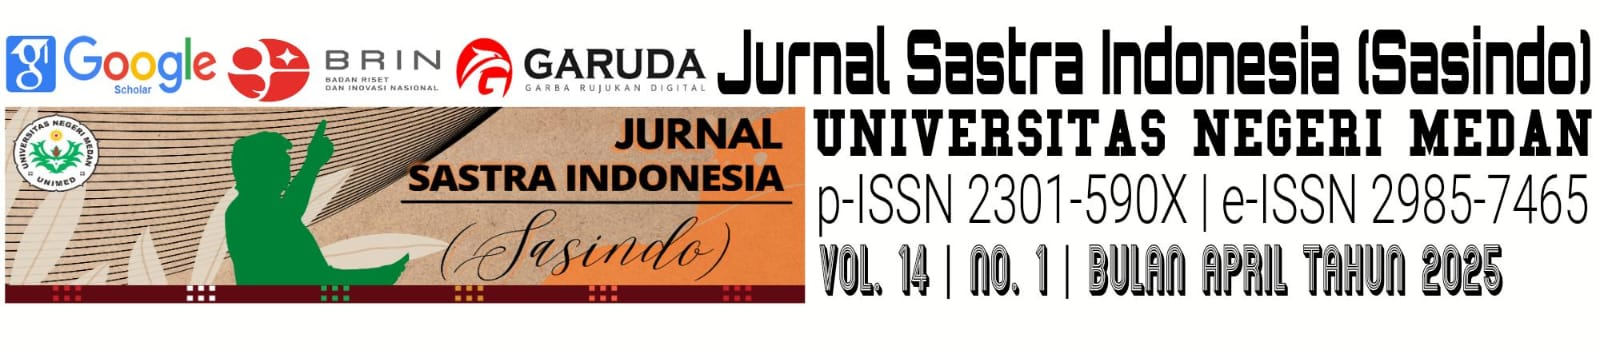 g Google
Scholar
BRIN
BADAN RISET
DAN INOVASI NASIONAL
GARUDA
GARBA RUJUKAN DIGITAL
Jurnal Sastra Indonesia (Sasindo)
UNIVERSITAS NEGERI MEDAN
UNIMED
JURNAL
SASTRA INDONESIA
(Sasindo)
UNIVERSITAS NEGERI MEDAN
p-ISSN 2301-590X | e-ISSN 2985-7465
VOL. 14 | NO. 1 | BULAN APRIL TAHUN 2025